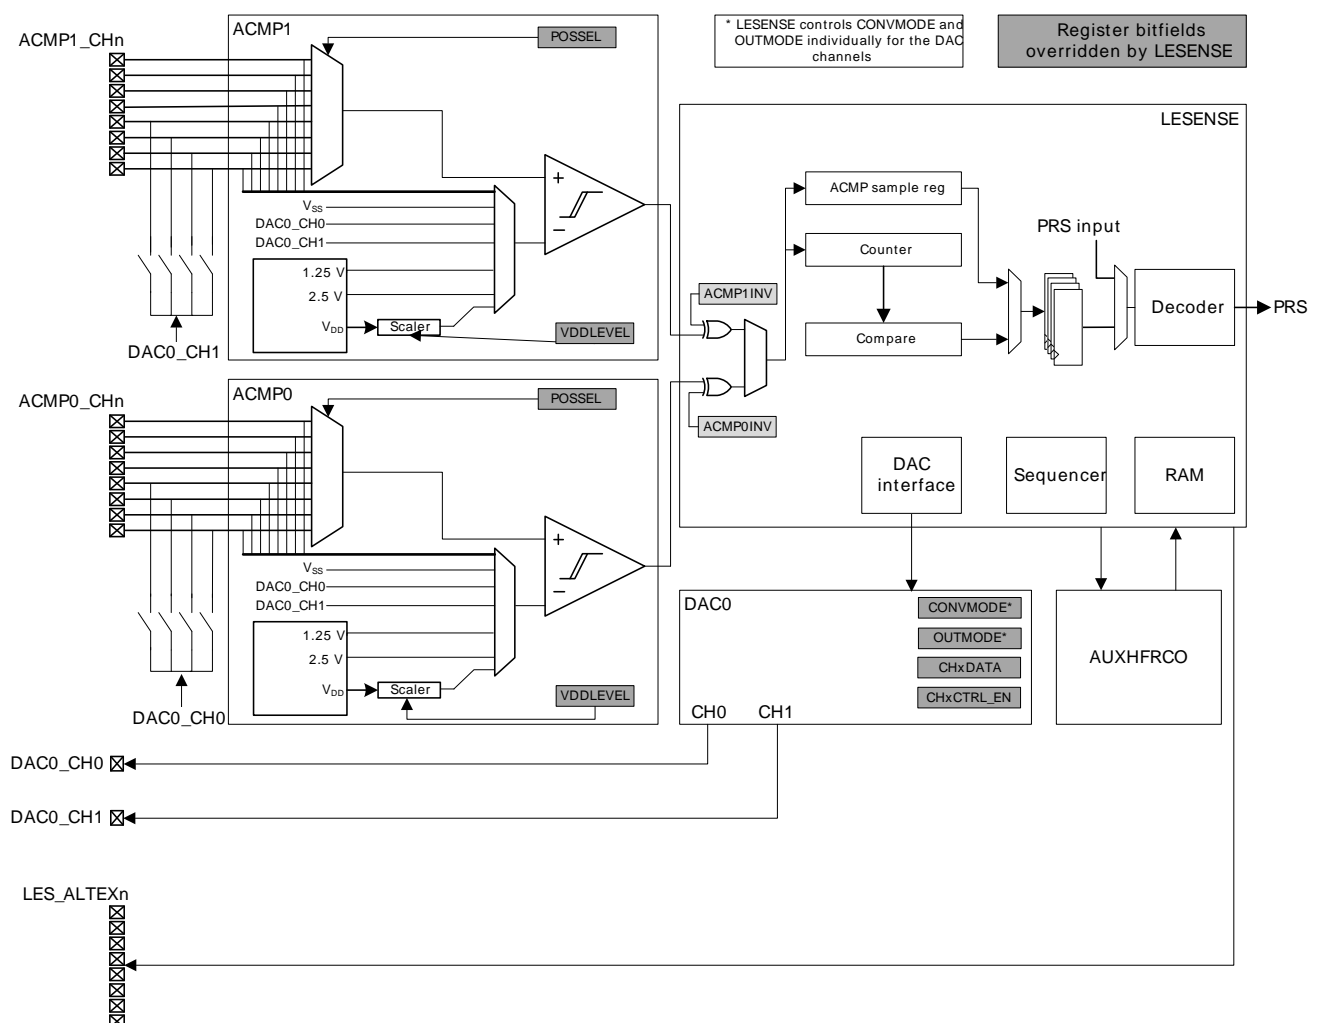 ACMP1_CHn
ACMP1
POSSEL
* LESENSE controls CONVMODE and
OUTMODE individually for the DAC
channels
Register bitfields
overridden by LESENSE
LESENSE
+
VSS
DAC0_CH0
DAC0_CH1
−
1.25 V
2.5 V
VDD
Scaler
VDDLEVEL
DAC0_CH1
ACMP1INV
ACMP0INV
ACMP sample reg
Counter
Compare
PRS input
Decoder
PRS
DAC
interface
Sequencer
RAM
ACMP0_CHn
ACMP0
POSSEL
+
VSS
DAC0_CH0
DAC0_CH1
−
1.25 V
2.5 V
VDD
Scaler
VDDLEVEL
DAC0_CH0
DAC0
CONVMODE*
OUTMODE*
CHxDATA
CHxCTRL_EN
CH0
CH1
AUXHFRCO
DAC0_CH0
DAC0_CH1
LES_ALTEXn